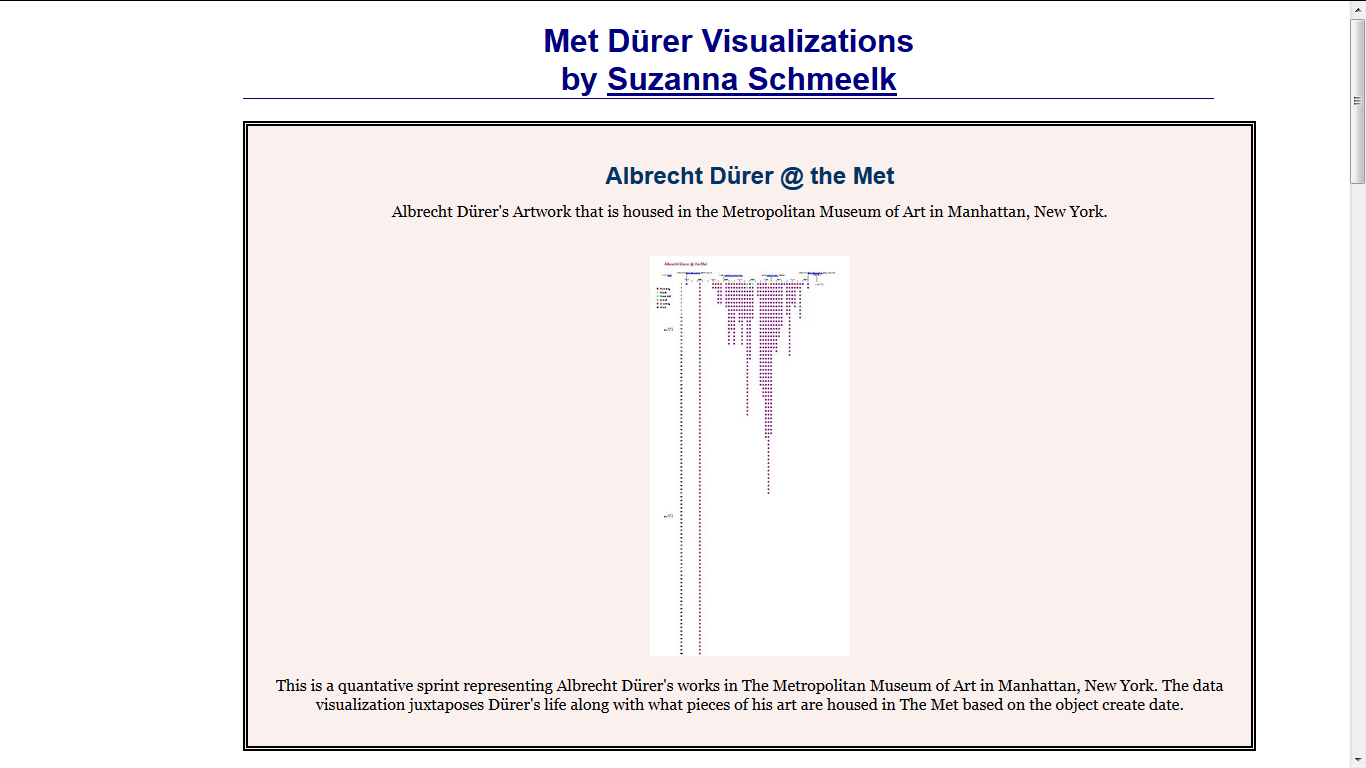 Met Dürer Visualizations
by Suzanna Schmeelk
Albrecht Dürer @ the Met
Albrecht Dürer's Artwork that is housed in the Metropolitan Museum of Art in Manhattan, New York.
Albrecht Dürer @ the Met
This is a quantative sprint representing Albrecht Dürer's works in The Metropolitan Museum of Art in Manhattan, New York. The data
visualization juxtaposes Dürer's life along with what pieces of his art are housed in The Met based on the object create date.